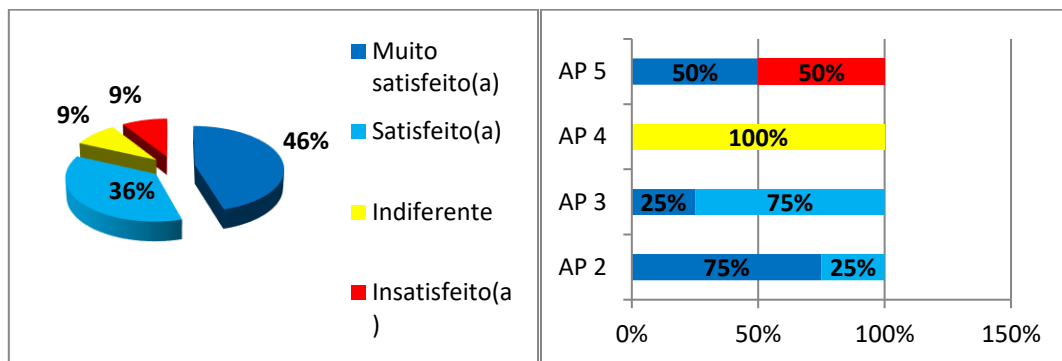 9%
9%
46%
36%
Muito
satisfeito(a)
Satisfeito(a)
Indiferente
Insatisfeito(a
)
AP 5
50%
50%
AP 4
100%
AP 3
25%
75%
AP 2
75%
25%
0%
50%
100%
150%